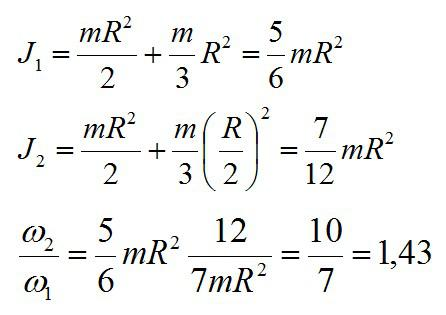 J₁ = mR²/2 + m/3 R² = 5/6 mR²
J₂ = mR²/2 + m/3 (R/2)² = 7/12 mR²
ω₂/ω₁ = 5/6 mR² 12/7mR² = 10/7 = 1,43